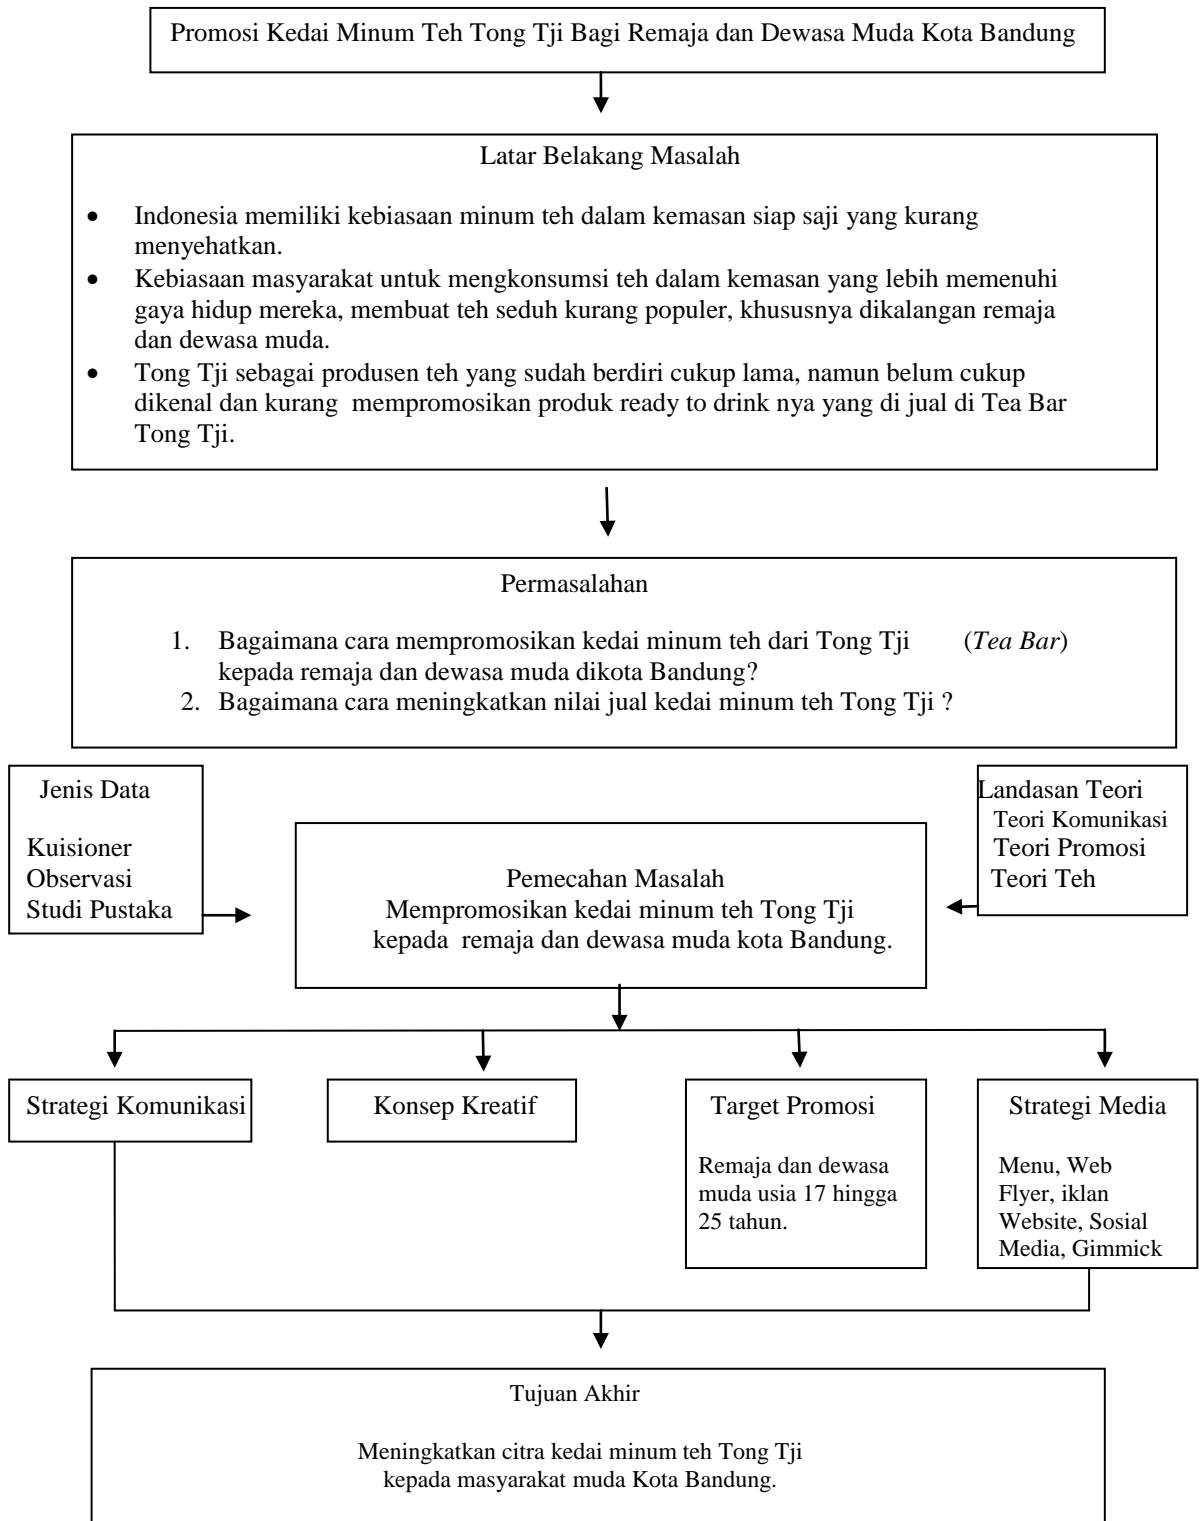 Promosi Kedai Minum Teh Tong Tji Bagi Remaja dan Dewasa Muda Kota Bandung
Latar Belakang Masalah
• Indonesia memiliki kebiasaan minum teh dalam kemasan siap saji yang kurang
menyehatkan.
• Kebiasaan masyarakat untuk mengkonsumsi teh dalam kemasan yang lebih memenuhi
gaya hidup mereka, membuat teh seduh kurang populer, khususnya dikalangan remaja
dan dewasa muda.
• Tong Tji sebagai produsen teh yang sudah berdiri cukup lama, namun belum cukup
dikenal dan kurang mempromosikan produk ready to drink nya yang di jual di Tea Bar
Tong Tji.
Permasalahan
1. Bagaimana cara mempromosikan kedai minum teh dari Tong Tji (Tea Bar)
kepada remaja dan dewasa muda dikota Bandung?
2. Bagaimana cara meningkatkan nilai jual kedai minum teh Tong Tji ?
Jenis Data
Kuisioner
Observasi
Studi Pustaka
Landasan Teori
Teori Komunikasi
Teori Promosi
Teori Teh
Pemecahan Masalah
Mempromosikan kedai minum teh Tong Tji
kepada remaja dan dewasa muda kota Bandung.
Strategi Komunikasi
Konsep Kreatif
Target Promosi
Remaja dan dewasa
muda usia 17 hingga
25 tahun.
Strategi Media
Menu, Web
Flyer, iklan
Website, Sosial
Media, Gimmick
Tujuan Akhir
Meningkatkan citra kedai minum teh Tong Tji
kepada masyarakat muda Kota Bandung.